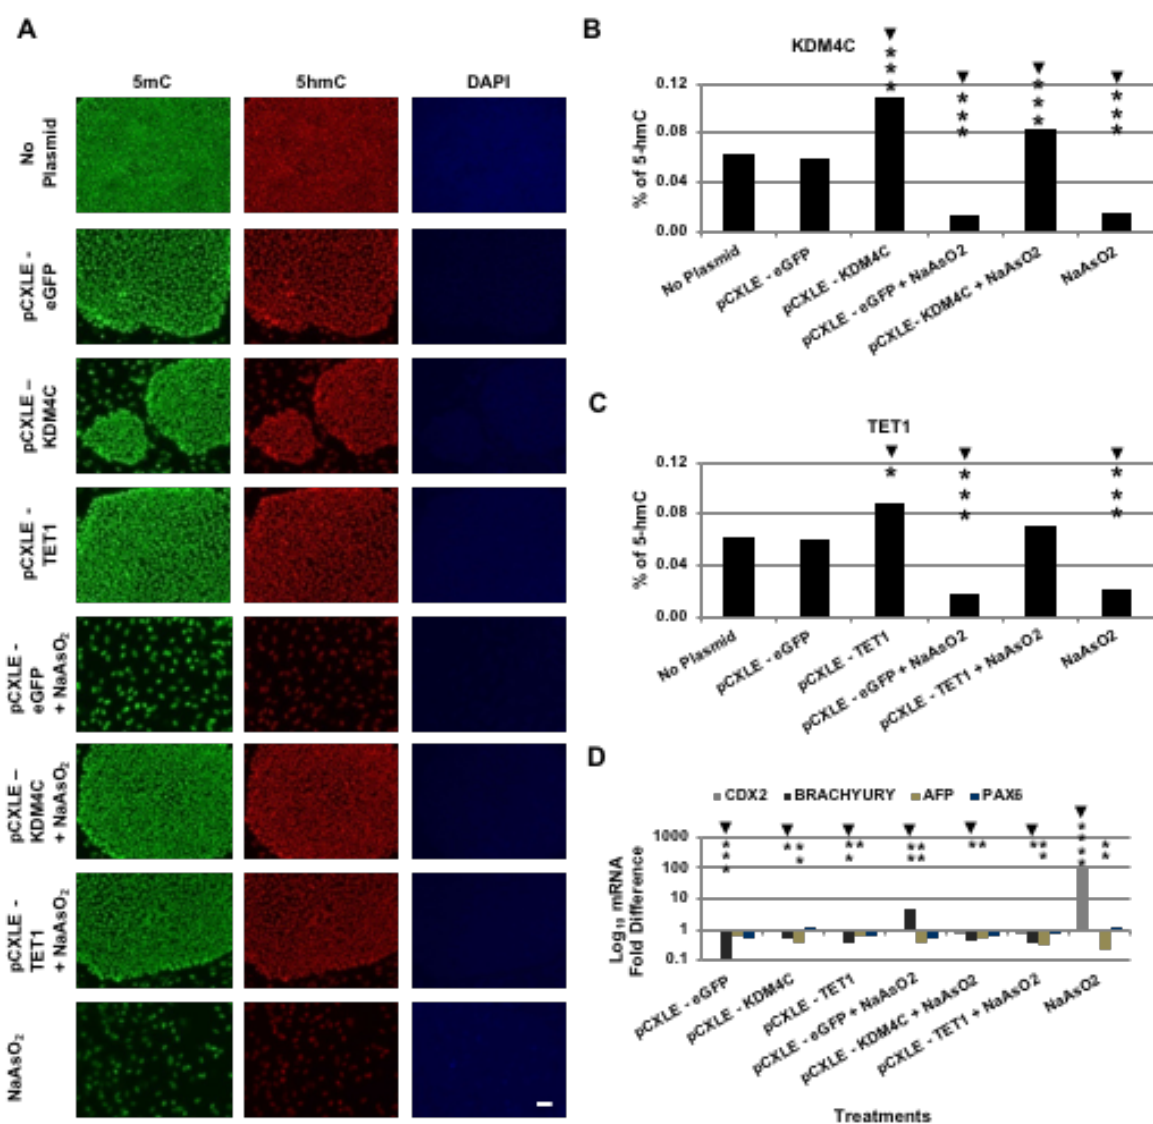 A
5mC
5hmC
DAPI
No
Plasmid
pCXLE -
eGFP
pCXLE –
KDM4C
pCXLE -
TET1
pCXLE -
eGFP
+ NaAsO₂
pCXLE –
KDM4C
+ NaAsO₂
pCXLE -
TET1
+ NaAsO₂
NaAsO₂
B
KDM4C
% of 5-hmC
0.12
0.08
0.04
0.00
No Plasmid
pCXLE - eGFP
pCXLE - KDM4C
pCXLE - eGFP + NaAsO2
pCXLE- KDM4C + NaAsO2
NaAsO2
C
TET1
% of 5-hmC
0.12
0.08
0.04
0.00
No Plasmid
pCXLE - eGFP
pCXLE - TET1
pCXLE - eGFP + NaAsO2
pCXLE - TET1 + NaAsO2
NaAsO2
D
CDX2 BRACHYURY AFP PAX6
Log₁₀ mRNA
Fold Difference
1000
100
10
1
0.1
pCXLE - eGFP
pCXLE - KDM4C
pCXLE - TET1
pCXLE - eGFP + NaAsO2
pCXLE - KDM4C + NaAsO2
pCXLE - TET1 + NaAsO2
NaAsO2
Treatments